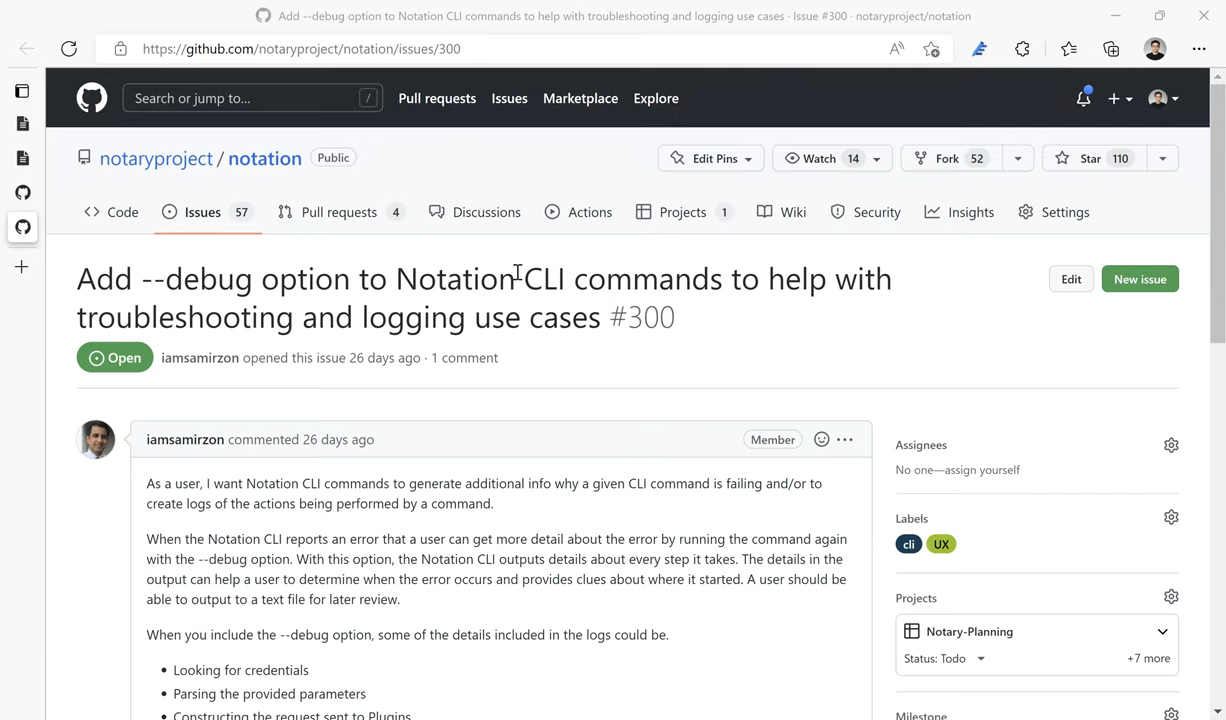 Add --debug option to Notation CLI commands to help with troubleshooting and logging use cases · Issue #300 · notaryproject/notation
https://github.com/notaryproject/notation/issues/300
Search or jump to... /
Pull requests Issues Marketplace Explore
notaryproject / notation Public
Edit Pins Watch 14 Fork 52 Star 110
Code Issues 57 Pull requests 4 Discussions Actions Projects 1 Wiki Security Insights Settings
Add --debug option to Notation CLI commands to help with
troubleshooting and logging use cases #300
Edit New issue
Open iamsamirzon opened this issue 26 days ago · 1 comment
iamsamirzon commented 26 days ago Member
As a user, I want Notation CLI commands to generate additional info why a given CLI command is failing and/or to
create logs of the actions being performed by a command.
When the Notation CLI reports an error that a user can get more detail about the error by running the command again
with the --debug option. With this option, the Notation CLI outputs details about every step it takes. The details in the
output can help a user to determine when the error occurs and provides clues about where it started. A user should be
able to output to a text file for later review.
When you include the --debug option, some of the details included in the logs could be.
• Looking for credentials
• Parsing the provided parameters
• Constructing the request sent to Plugins
Assignees
No one—assign yourself
Labels
cli UX
Projects
Notary-Planning
Status: Todo +7 more
Milestone